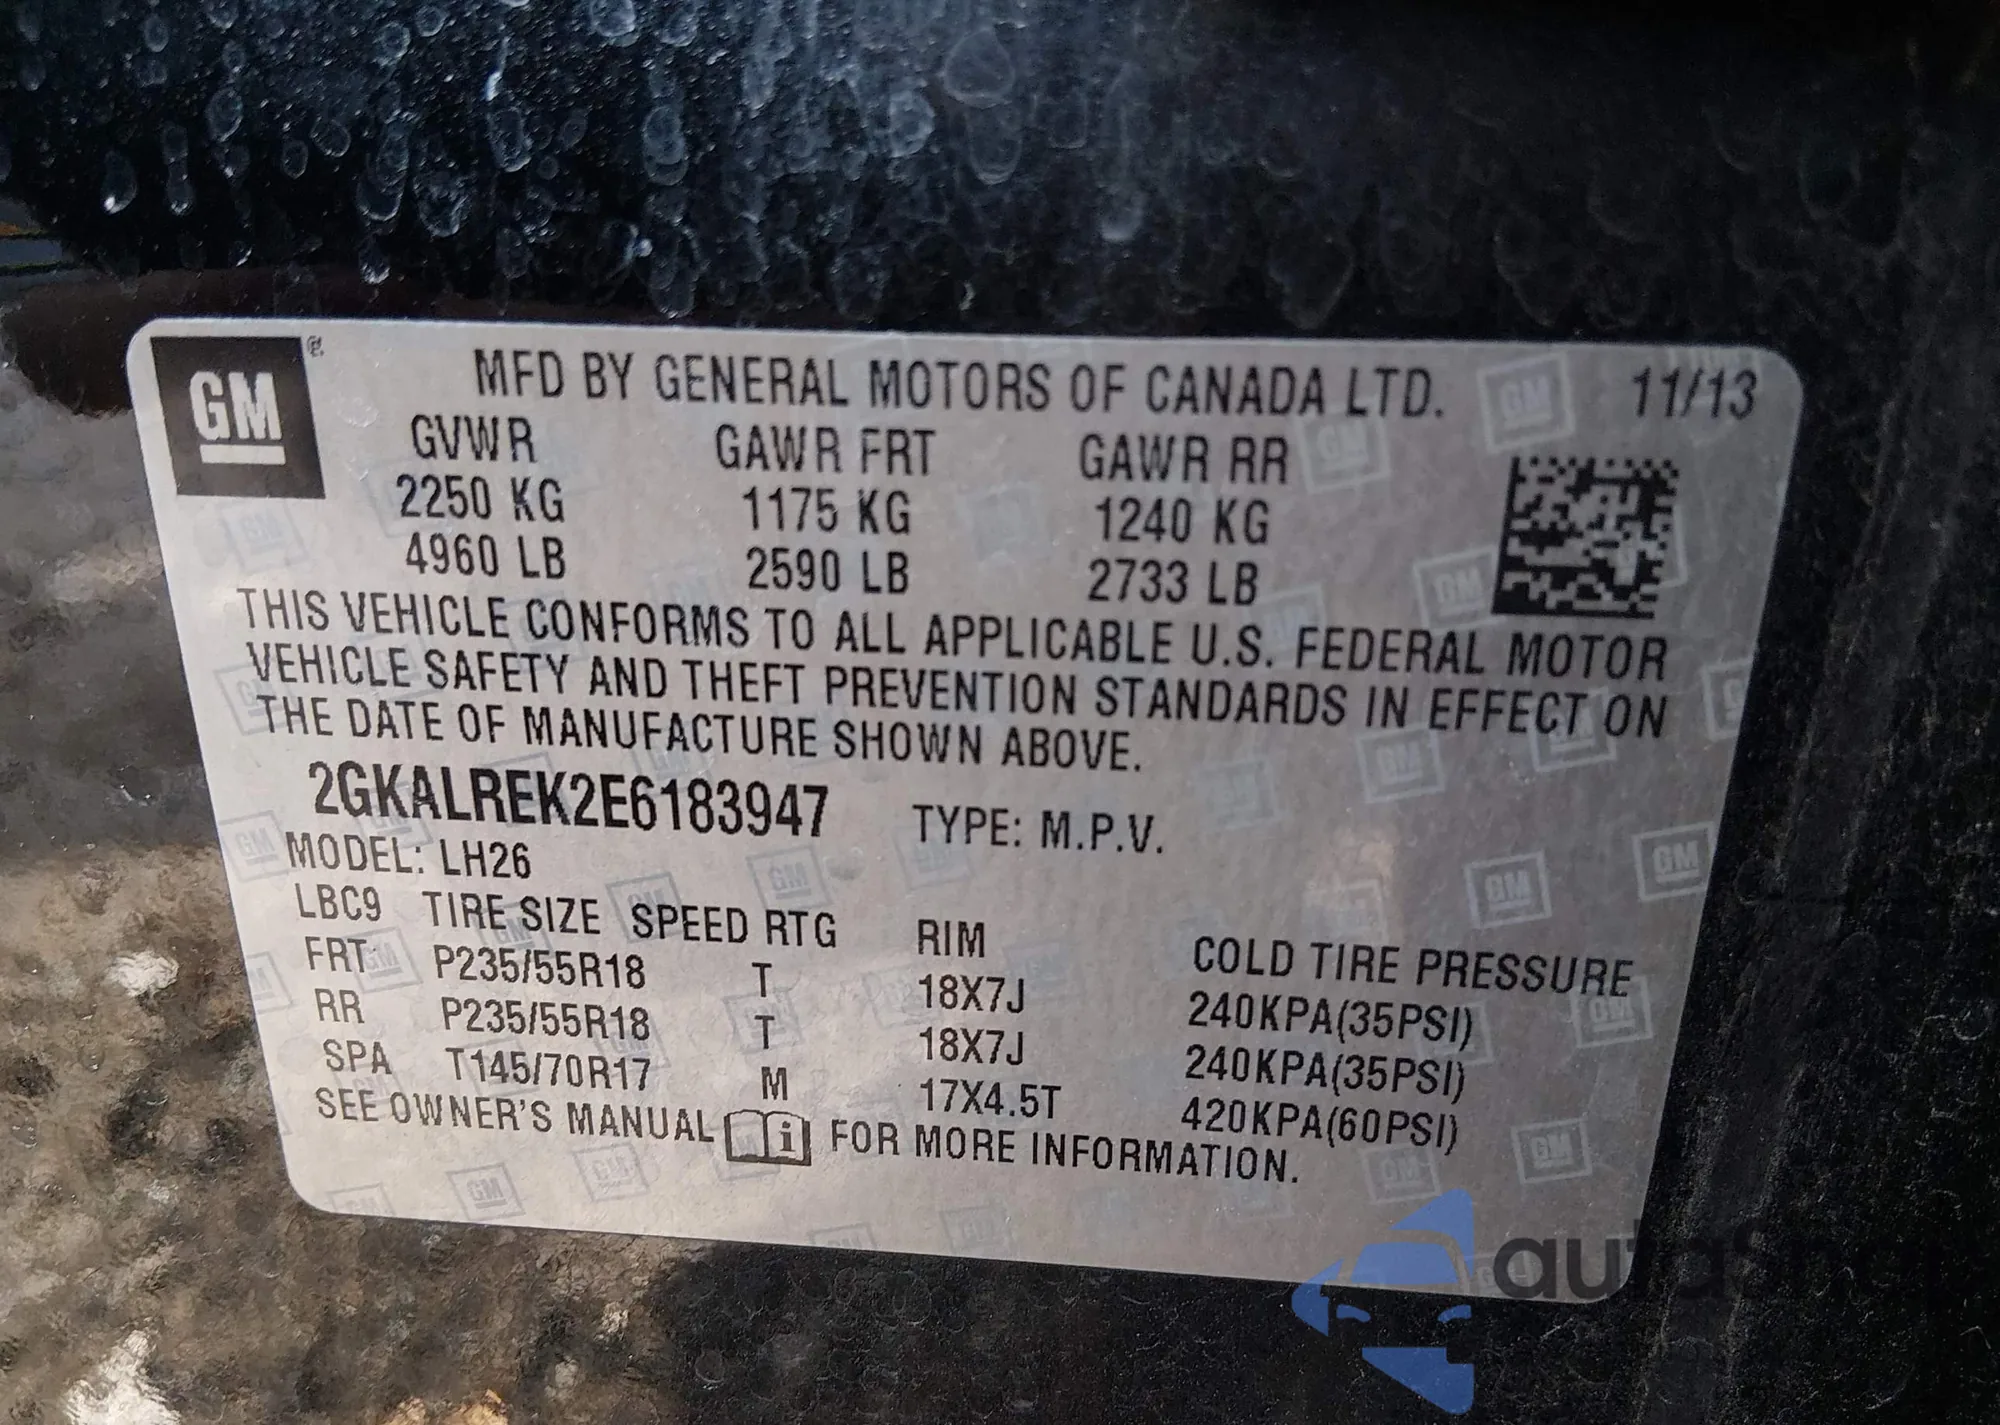 GM
MFD BY GENERAL MOTORS OF CANADA LTD. 11/13
GVWR GAWR FRT GAWR RR
2250 KG 1175 KG 1240 KG
4960 LB 2590 LB 2733 LB
THIS VEHICLE CONFORMS TO ALL APPLICABLE U.S. FEDERAL MOTOR
VEHICLE SAFETY AND THEFT PREVENTION STANDARDS IN EFFECT ON
THE DATE OF MANUFACTURE SHOWN ABOVE.
2GKALREK2E6183947 TYPE: M.P.V.
MODEL: LH26
LBC9 TIRE SIZE SPEED RTG RIM COLD TIRE PRESSURE
FRT P235/55R18 T 18X7J 240KPA(35PSI)
RR P235/55R18 T 18X7J 240KPA(35PSI)
SPA T145/70R17 M 17X4.5T 420KPA(60PSI)
SEE OWNER'S MANUAL i FOR MORE INFORMATION.